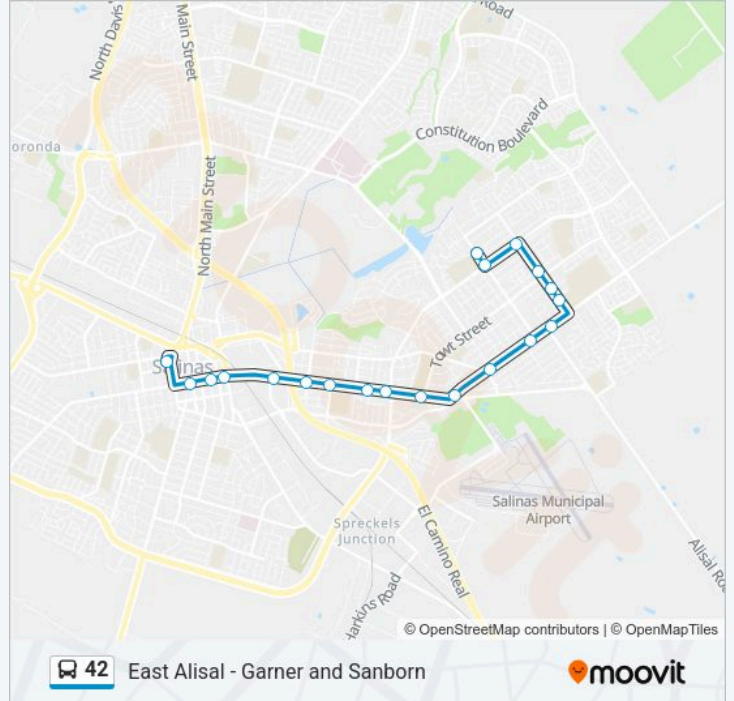 Road
North Davis
Main Street
Constitution Boulevard
oronda
North Main Street
Towt Street
Salinas
Salinas Municipal
Airport
Spreckels
Junction
El Camino Real
Harkins Road
Alisal Ro
© OpenStreetMap contributors | © OpenMapTiles
42 East Alisal - Garner and Sanborn
moovit